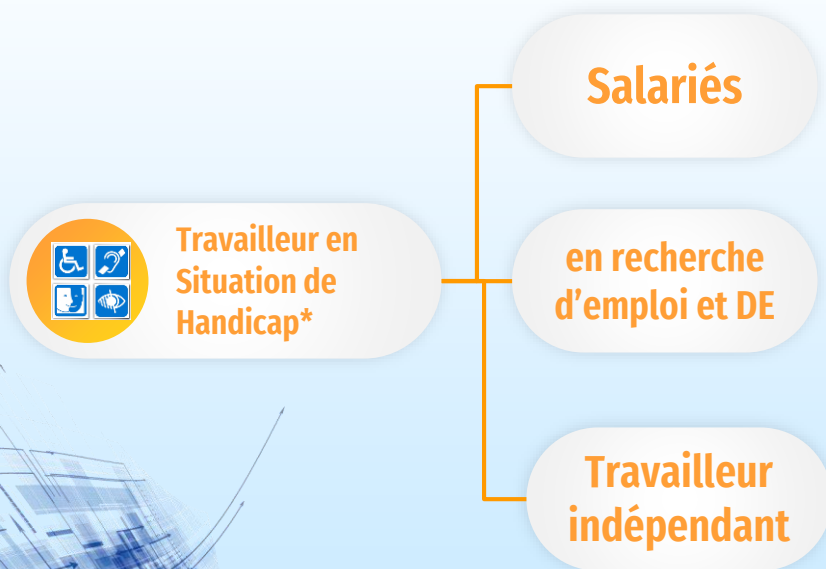 Salariés
Travailleur en
Situation de
Handicap*
en recherche
d’emploi et DE
Travailleur
indépendant